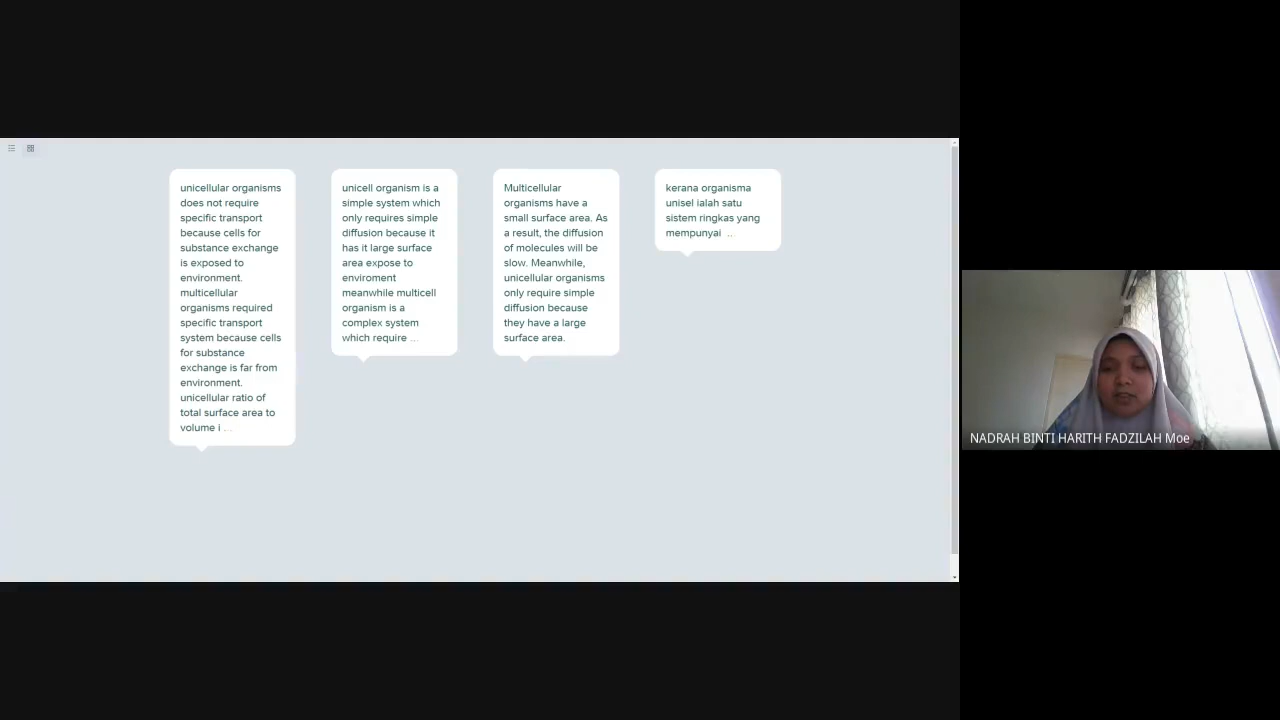 unicellular organisms
does not require
specific transport
because cells for
substance exchange
is exposed to
environment.
multicellular
organisms required
specific transport
system because cells
for substance
exchange is far from
environment.
unicellular ratio of
total surface area to
volume i ...
unicell organism is a
simple system which
only requires simple
diffusion because it
has it large surface
area expose to
enviroment
meanwhile multicell
organism is a
complex system
which require ...
Multicellular
organisms have a
small surface area. As
a result, the diffusion
of molecules will be
slow. Meanwhile,
unicellular organisms
only require simple
diffusion because
they have a large
surface area.
kerana organisma
unisel ialah satu
sistem ringkas yang
mempunyai ..
NADRAH BINTI HARITH FADZILAH Moe